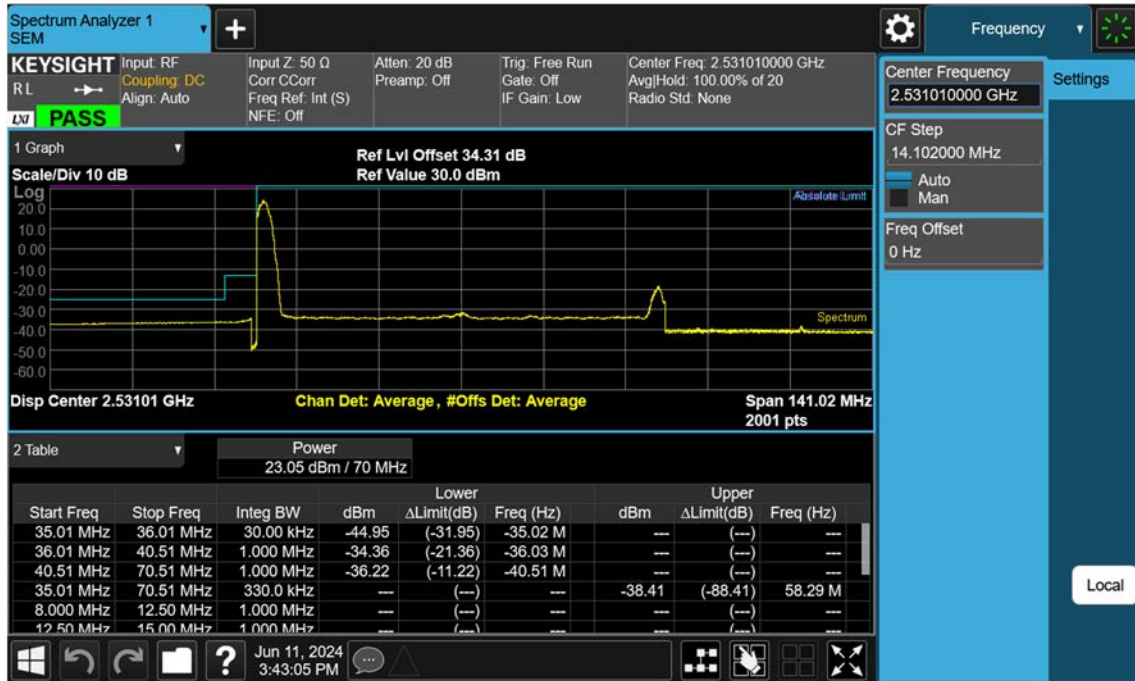 Spectrum Analyzer 1
SEM
Frequency
KEYSIGHT
RL
LXI PASS
Input: RF
Coupling: DC
Align: Auto
Input Z: 50 Ω
Corr CCorr
Freq Ref: Int (S)
NFE: Off
Atten: 20 dB
Preamp: Off
Trig: Free Run
Gate: Off
IF Gain: Low
Center Freq: 2.531010000 GHz
Avg|Hold: 100.00% of 20
Radio Std: None
Center Frequency
2.531010000 GHz
Settings
CF Step
14.102000 MHz
Auto
Man
Freq Offset
0 Hz
1 Graph
Scale/Div 10 dB
Ref Lvl Offset 34.31 dB
Ref Value 30.0 dBm
Log
Absolute Limit
20.0
10.0
0.00
-10.0
-20.0
-30.0
Spectrum
-40.0
-50.0
-60.0
Disp Center 2.53101 GHz
Chan Det: Average, #Offs Det: Average
Span 141.02 MHz
2001 pts
2 Table
Power
23.05 dBm / 70 MHz
Lower Upper
Start Freq Stop Freq Integ BW dBm ΔLimit(dB) Freq (Hz) dBm ΔLimit(dB) Freq (Hz)
35.01 MHz 36.01 MHz 30.00 kHz -44.95 (-31.95) -35.02 M --- (---) ---
36.01 MHz 40.51 MHz 1.000 MHz -34.36 (-21.36) -36.03 M --- (---) ---
40.51 MHz 70.51 MHz 1.000 MHz -36.22 (-11.22) -40.51 M --- (---) ---
35.01 MHz 70.51 MHz 330.0 kHz --- (---) --- -38.41 (-88.41) 58.29 M
8.000 MHz 12.50 MHz 1.000 MHz --- (---) --- --- (---) ---
12.50 MHz 15.00 MHz 1.000 MHz --- (---) --- --- (---) ---
Local
?
Jun 11, 2024
3:43:05 PM